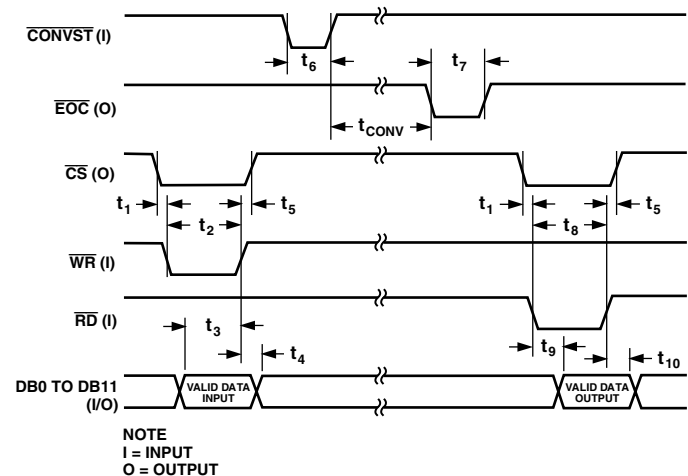 CONVST (I)
t6
t7
EOC (O)
tCONV
CS (O)
t1
t5
t1
t5
t2
t8
WR (I)
RD (I)
t3
t4
t9
t10
DB0 TO DB11
(I/O)
VALID DATA
INPUT
VALID DATA
OUTPUT
NOTE
I = INPUT
O = OUTPUT